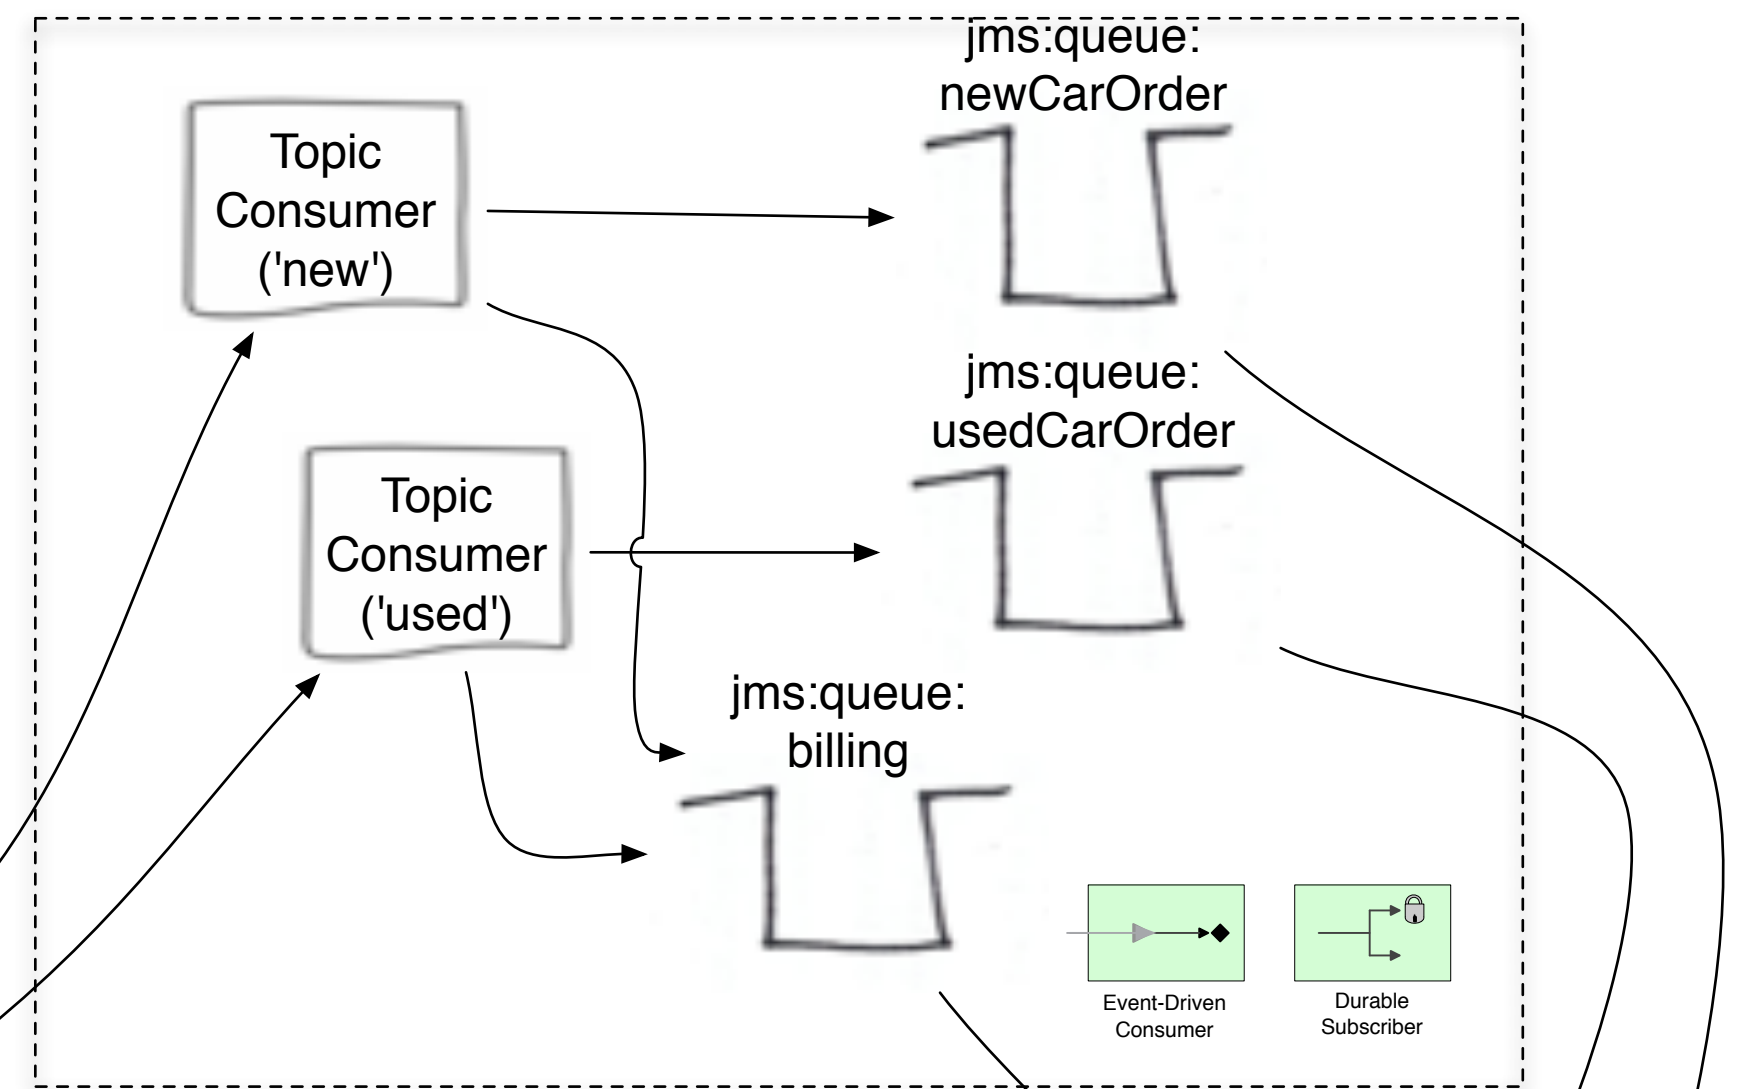 jms:queue:
newCarOrder
Topic
Consumer
('new')
jms:queue:
usedCarOrder
Topic
Consumer
('used')
jms:queue:
billing
Event-Driven
Consumer
Durable
Subscriber